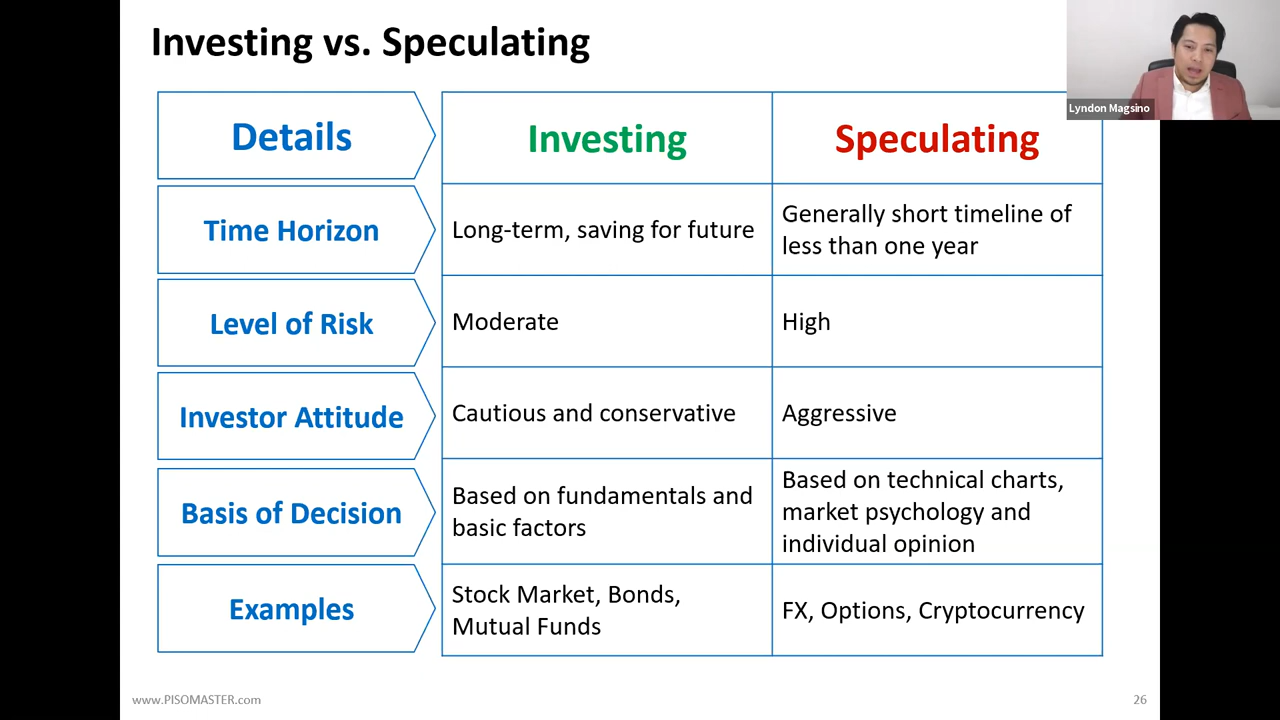 Investing vs. Speculating
Lyndon Magsino
Details
Investing
Speculating
Time Horizon
Long-term, saving for future
Generally short timeline of
less than one year
Level of Risk
Moderate
High
Investor Attitude
Cautious and conservative
Aggressive
Basis of Decision
Based on fundamentals and
basic factors
Based on technical charts,
market psychology and
individual opinion
Examples
Stock Market, Bonds,
Mutual Funds
FX, Options, Cryptocurrency
www.PISOMASTER.com
26